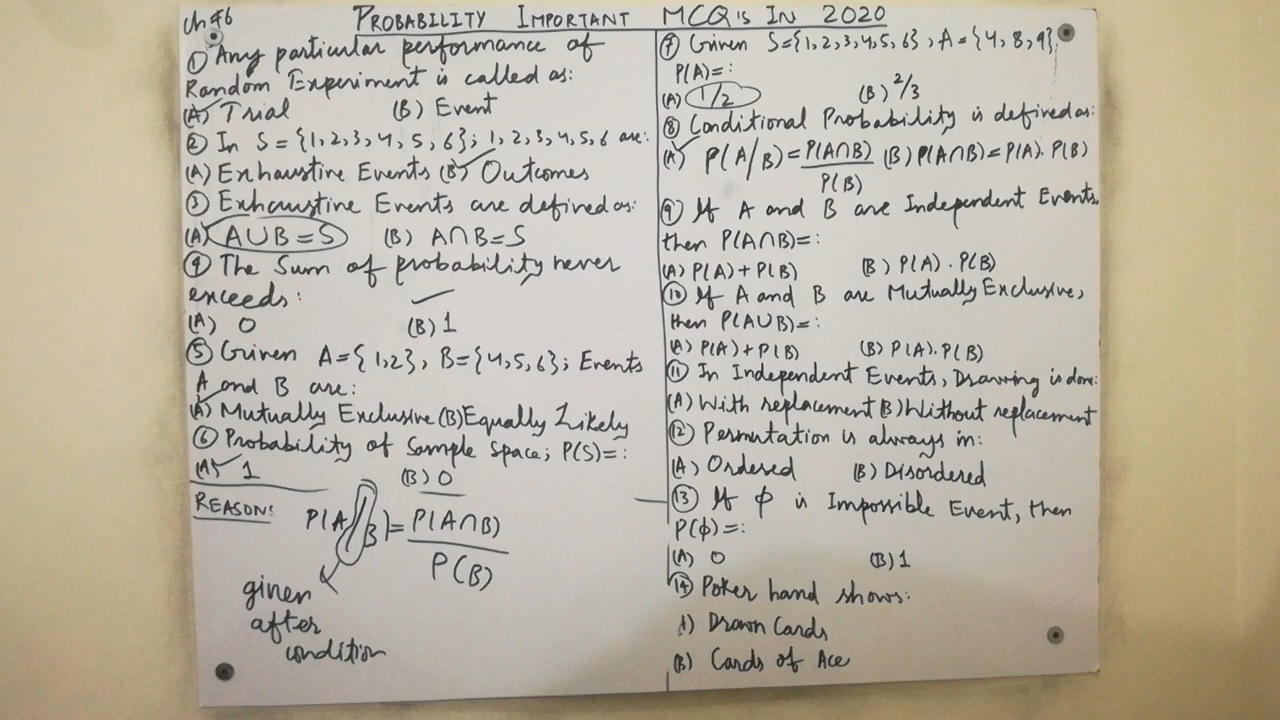 ch #6
PROBABILITY IMPORTANT MCQ's IN 2020
① Any particular performance of
Random Experiment is called as:
(A) Trial (B) Event
② In S = {1,2,3,4,5,6}; 1,2,3,4,5,6 are:
(A) Exhaustive Events (B) Outcomes
③ Exhaustive Events are defined as:
(A) A∪B=S (B) A∩B=S
④ The Sum of probability never
exceeds:
(A) 0 (B) 1
⑤ Given A={1,2}, B={4,5,6}; Events
A and B are:
(A) Mutually Exclusive (B) Equally Likely
⑥ Probability of Sample Space; P(S)=:
(A) 1 (B) 0
REASON:
P(A/B)=P(A∩B)
P(B)
given
after
condition
⑦ Given S={1,2,3,4,5,6}, A={4,8,9},
P(A)=:
(A) 1/2 (B) 2/3
⑧ Conditional Probability is defined as:
(A) P(A/B)=P(A∩B) (B) P(A∩B)=P(A).P(B)
P(B)
⑨ If A and B are Independent Events,
then P(A∩B)=:
(A) P(A)+P(B) (B) P(A).P(B)
⑩ If A and B are Mutually Exclusive,
then P(A∪B)=:
(A) P(A)+P(B) (B) P(A).P(B)
⑪ In Independent Events, Drawing is done:
(A) With replacement (B) Without replacement
⑫ Permutation is always in:
(A) Ordered (B) Disordered
⑬ If φ is Impossible Event, then
P(φ)=:
(A) 0 (B) 1
⑭ Poker hand shows:
A) Drawn Cards
(B) Cards of Ace